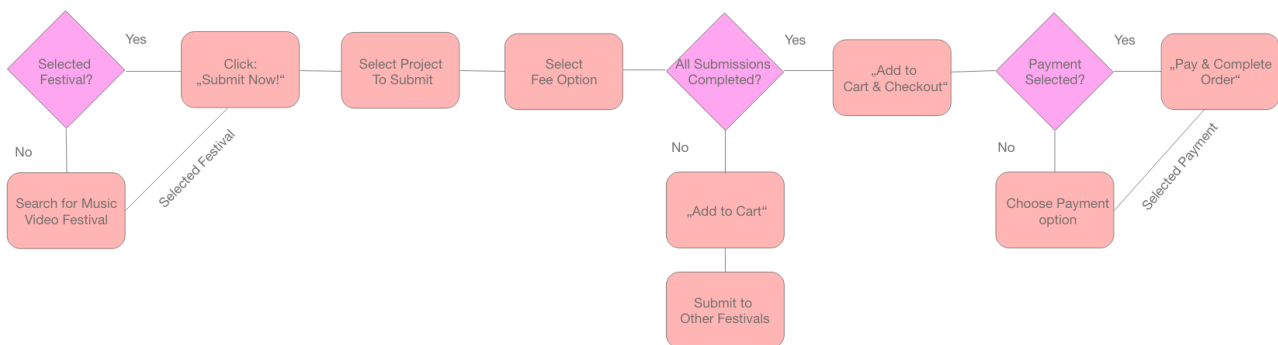 Selected
Festival?
Yes
Click:
„Submit Now!“
Select Project
To Submit
Select
Fee Option
All Submissions
Completed?
Yes
„Add to
Cart & Checkout“
Payment
Selected?
Yes
„Pay & Complete
Order“
No
Search for Music
Video Festival
Selected Festival
No
„Add to Cart“
Submit to
Other Festivals
No
Choose Payment
option
Selected Payment